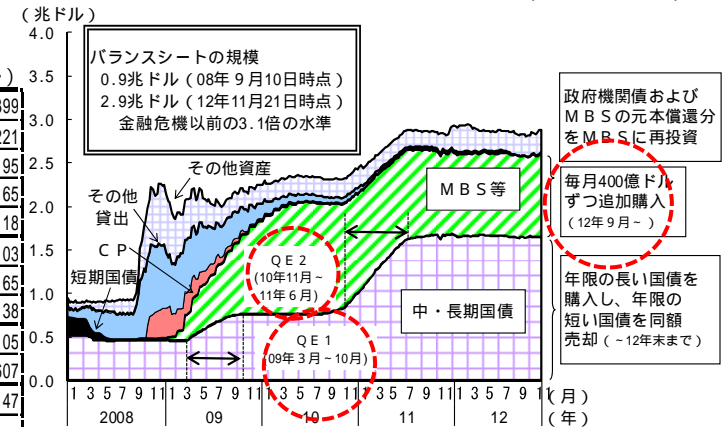 (兆ドル)
4.0
3.5
3.0
2.5
2.0
1.5
1.0
0.5
0.0
バランスシートの規模
0.9兆ドル(08年9月10日時点)
2.9兆ドル(12年11月21日時点)
金融危機以前の3.1倍の水準
399
221
95
65
18
03
65
38
05
607
47
その他資産
その他
貸出
CP
短期国債
MBS等
中・長期国債
QE2
(10年11月~
11年6月)
QE1
(09年3月~10月)
政府機関債および
MBSの元本償還分
をMBSに再投資
毎月400億ドル
ずつ追加購入
(12年9月~)
年限の長い国債を
購入し、年限の
短い国債を同額
売却(~12年末まで)
1 3 5 7 9 11 1 3 5 7 9 11 1 3 5 7 9 11 1 3 5 7 9 11 1 3 5 7 9 11 (月)
2008 09 10 11 12 (年)